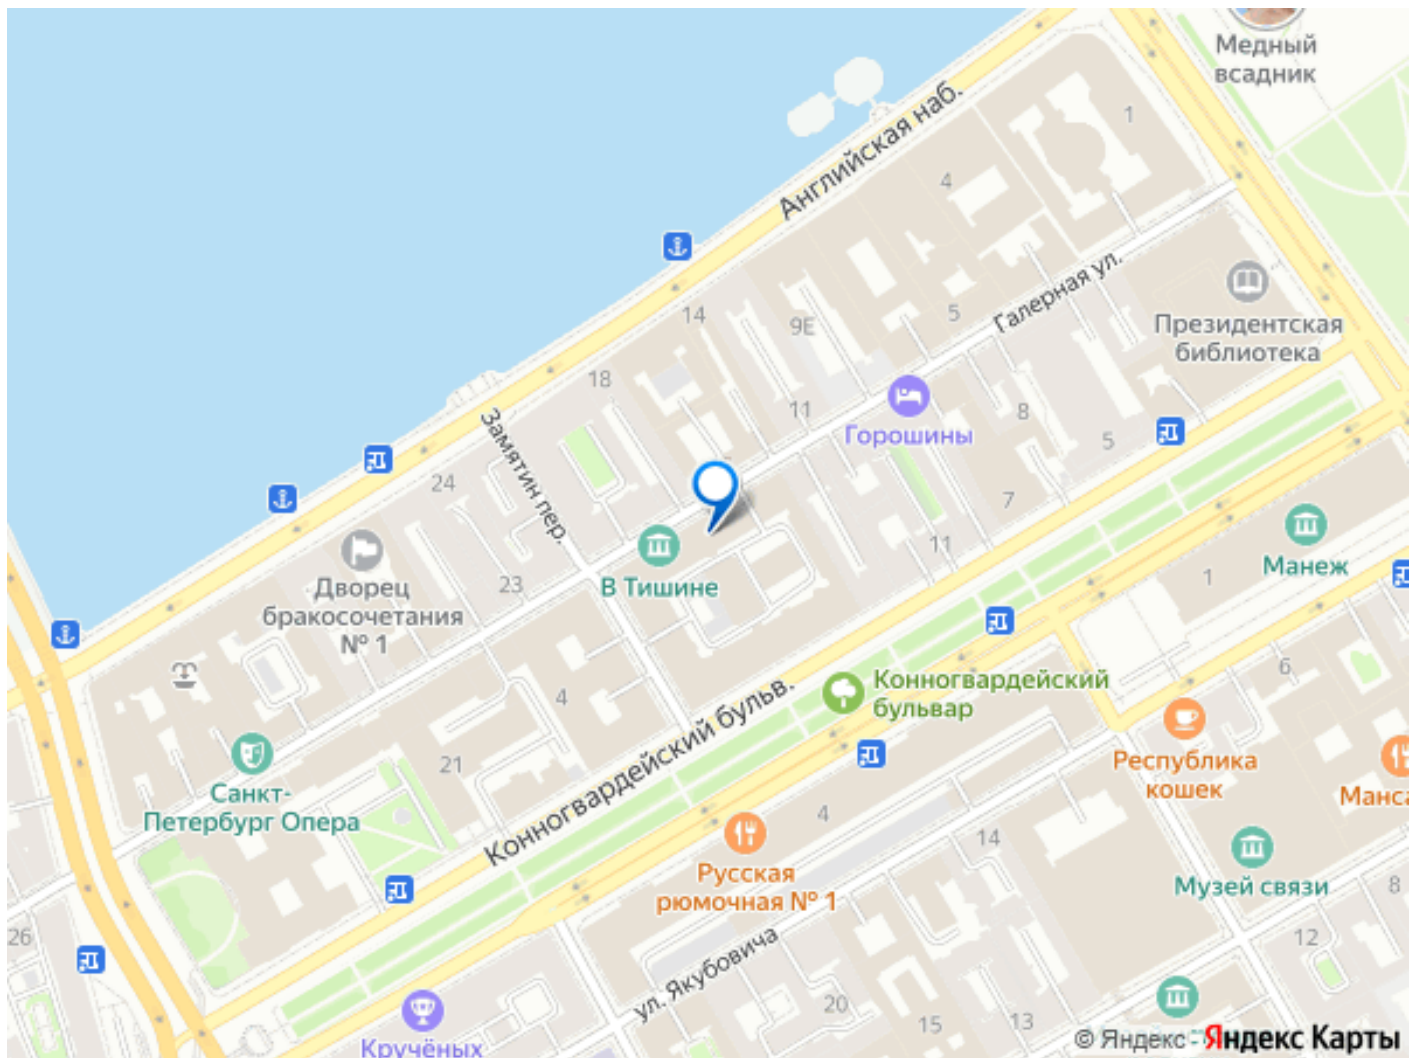 Медный
всадник
1
Английская наб.
4
Галерная ул.
5
14
9Е
Президентская
библиотека
18
11
Горошины
8
5
Замятин пер.
24
7
11
Манеж
1
В Тишине
23
Дворец
бракосочетания
№ 1
6
4
Конногвардейский
бульвар
Конногвардейский бульв.
21
Республика
кошек
Санкт-
Петербург Опера
Манса
4
14
Русская
рюмочная № 1
Музей связи
8
26
12
ул. Якубовича
20
15
13
Кручёных
© Яндекс
Яндекс Карты